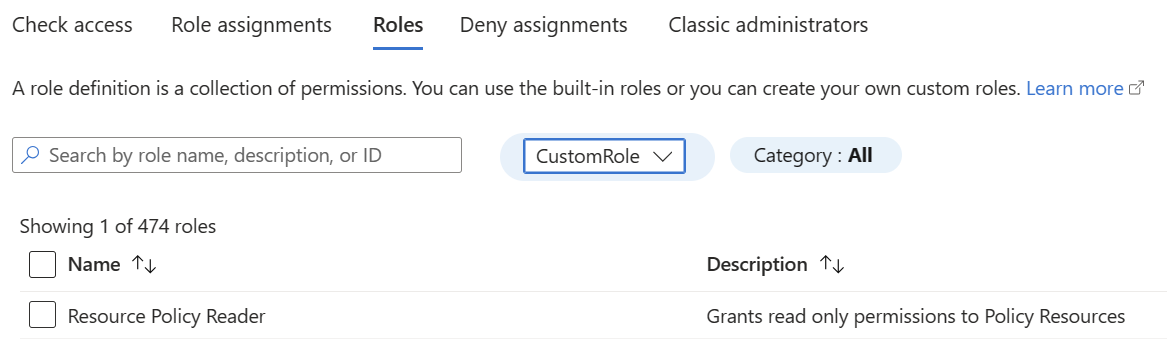 Check access Role assignments Roles Deny assignments Classic administrators
A role definition is a collection of permissions. You can use the built-in roles or you can create your own custom roles. Learn more
Search by role name, description, or ID CustomRole Category : All
Showing 1 of 474 roles
Name Description
Resource Policy Reader Grants read only permissions to Policy Resources